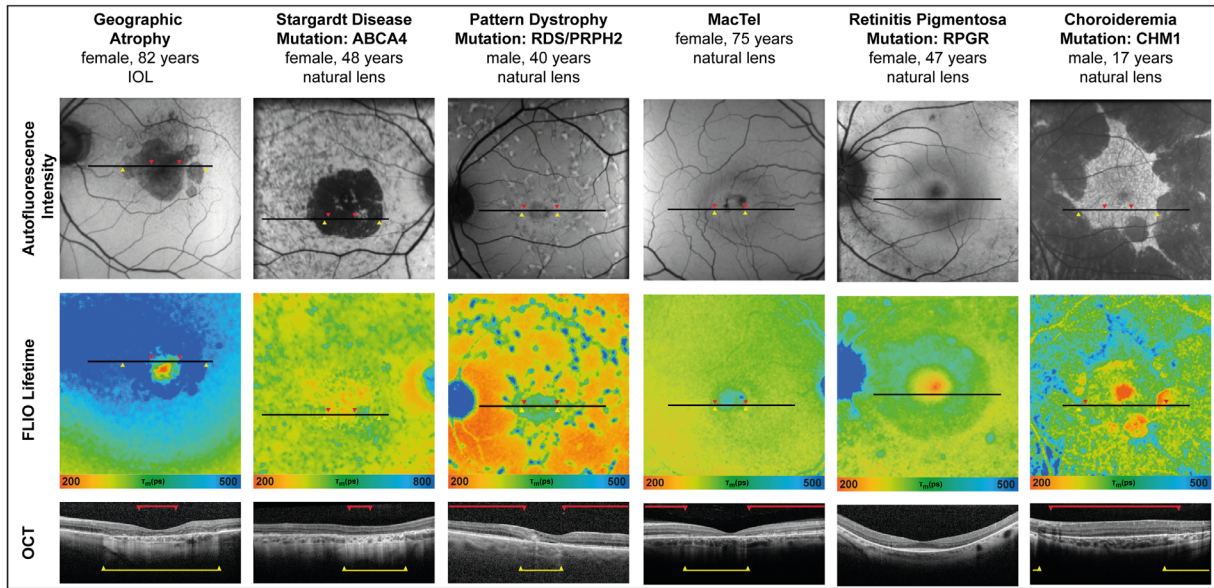 Geographic
Atrophy
female, 82 years
IOL
Stargardt Disease
Mutation: ABCA4
female, 48 years
natural lens
Pattern Dystrophy
Mutation: RDS/PRPH2
male, 40 years
natural lens
MacTel
female, 75 years
natural lens
Retinitis Pigmentosa
Mutation: RPGR
female, 47 years
natural lens
Choroideremia
Mutation: CHM1
male, 17 years
natural lens
Autofluorescence
Intensity
FLIO Lifetime
200 τm(ps) 500
200 τm(ps) 800
200 τm(ps) 500
200 τm(ps) 500
200 τm(ps) 500
200 τm(ps) 500
OCT